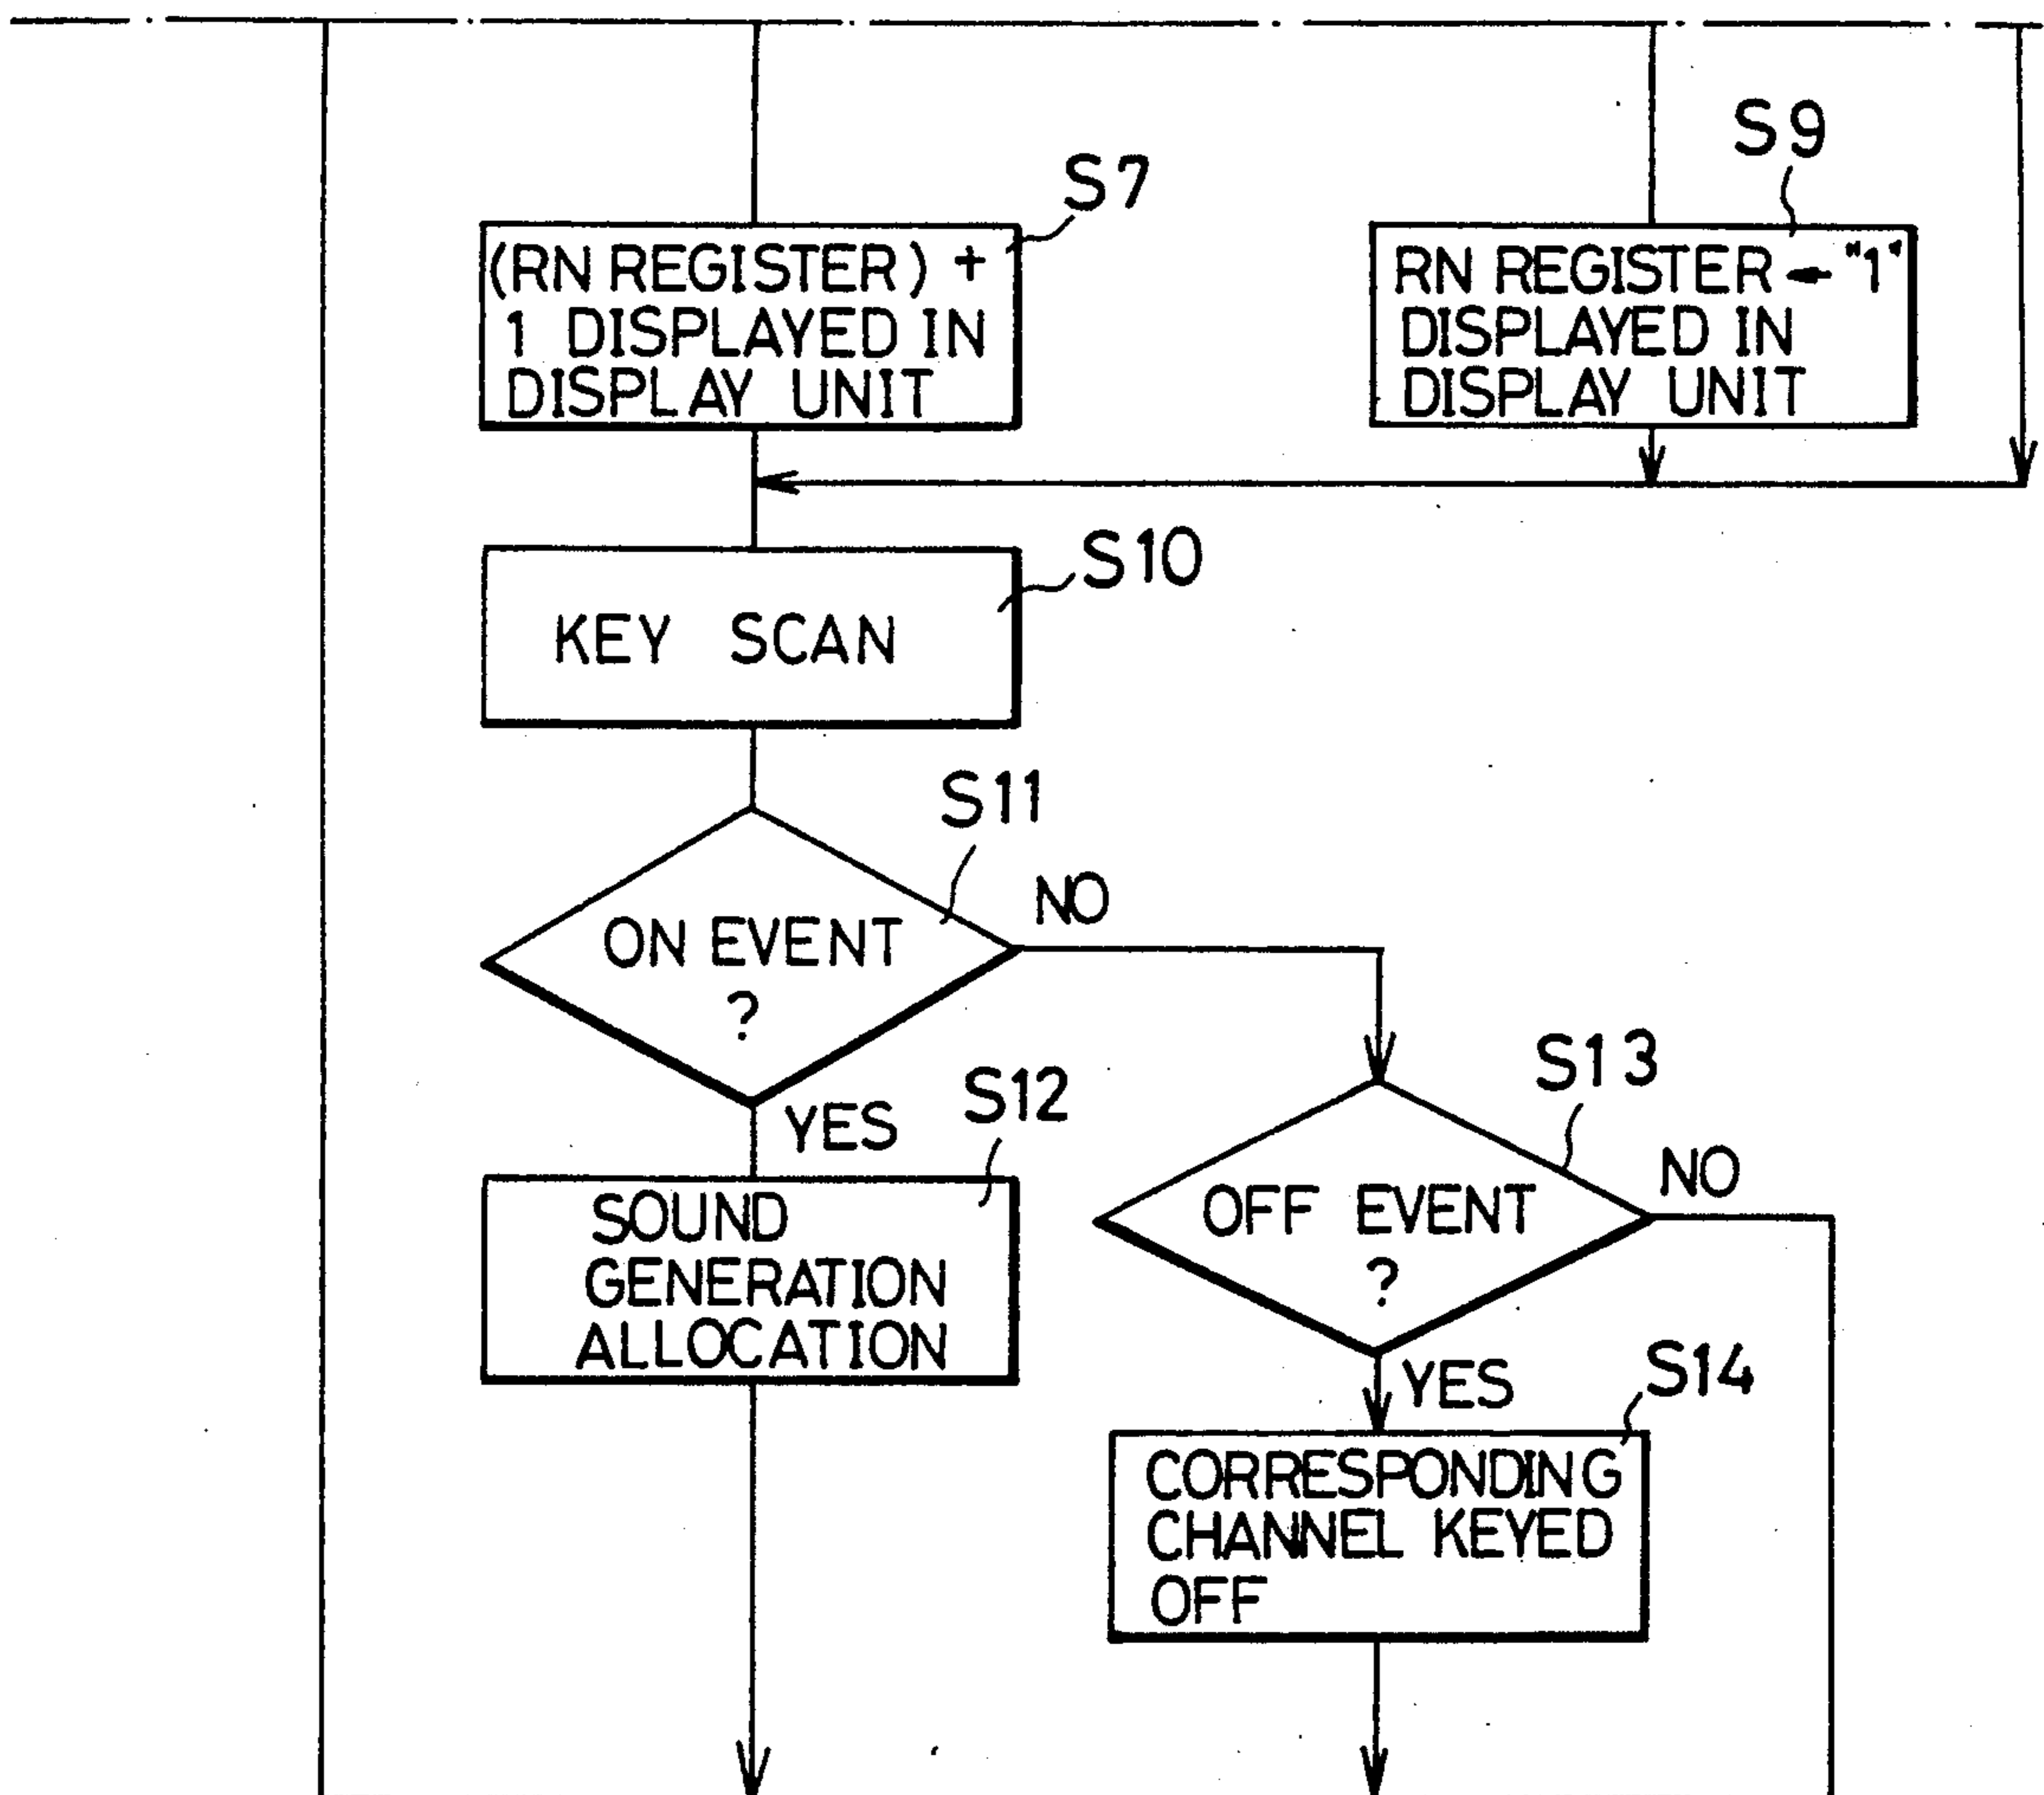 S9
S7
(RN REGISTER) +
1 DISPLAYED IN
DISPLAY UNIT
RN REGISTER ← "1"
DISPLAYED IN
DISPLAY UNIT
S10
KEY SCAN
S11
NO
ON EVENT
?
S13
S12
YES
NO
SOUND
GENERATION
ALLOCATION
OFF EVENT
?
S14
YES
CORRESPONDING
CHANNEL KEYED
OFF